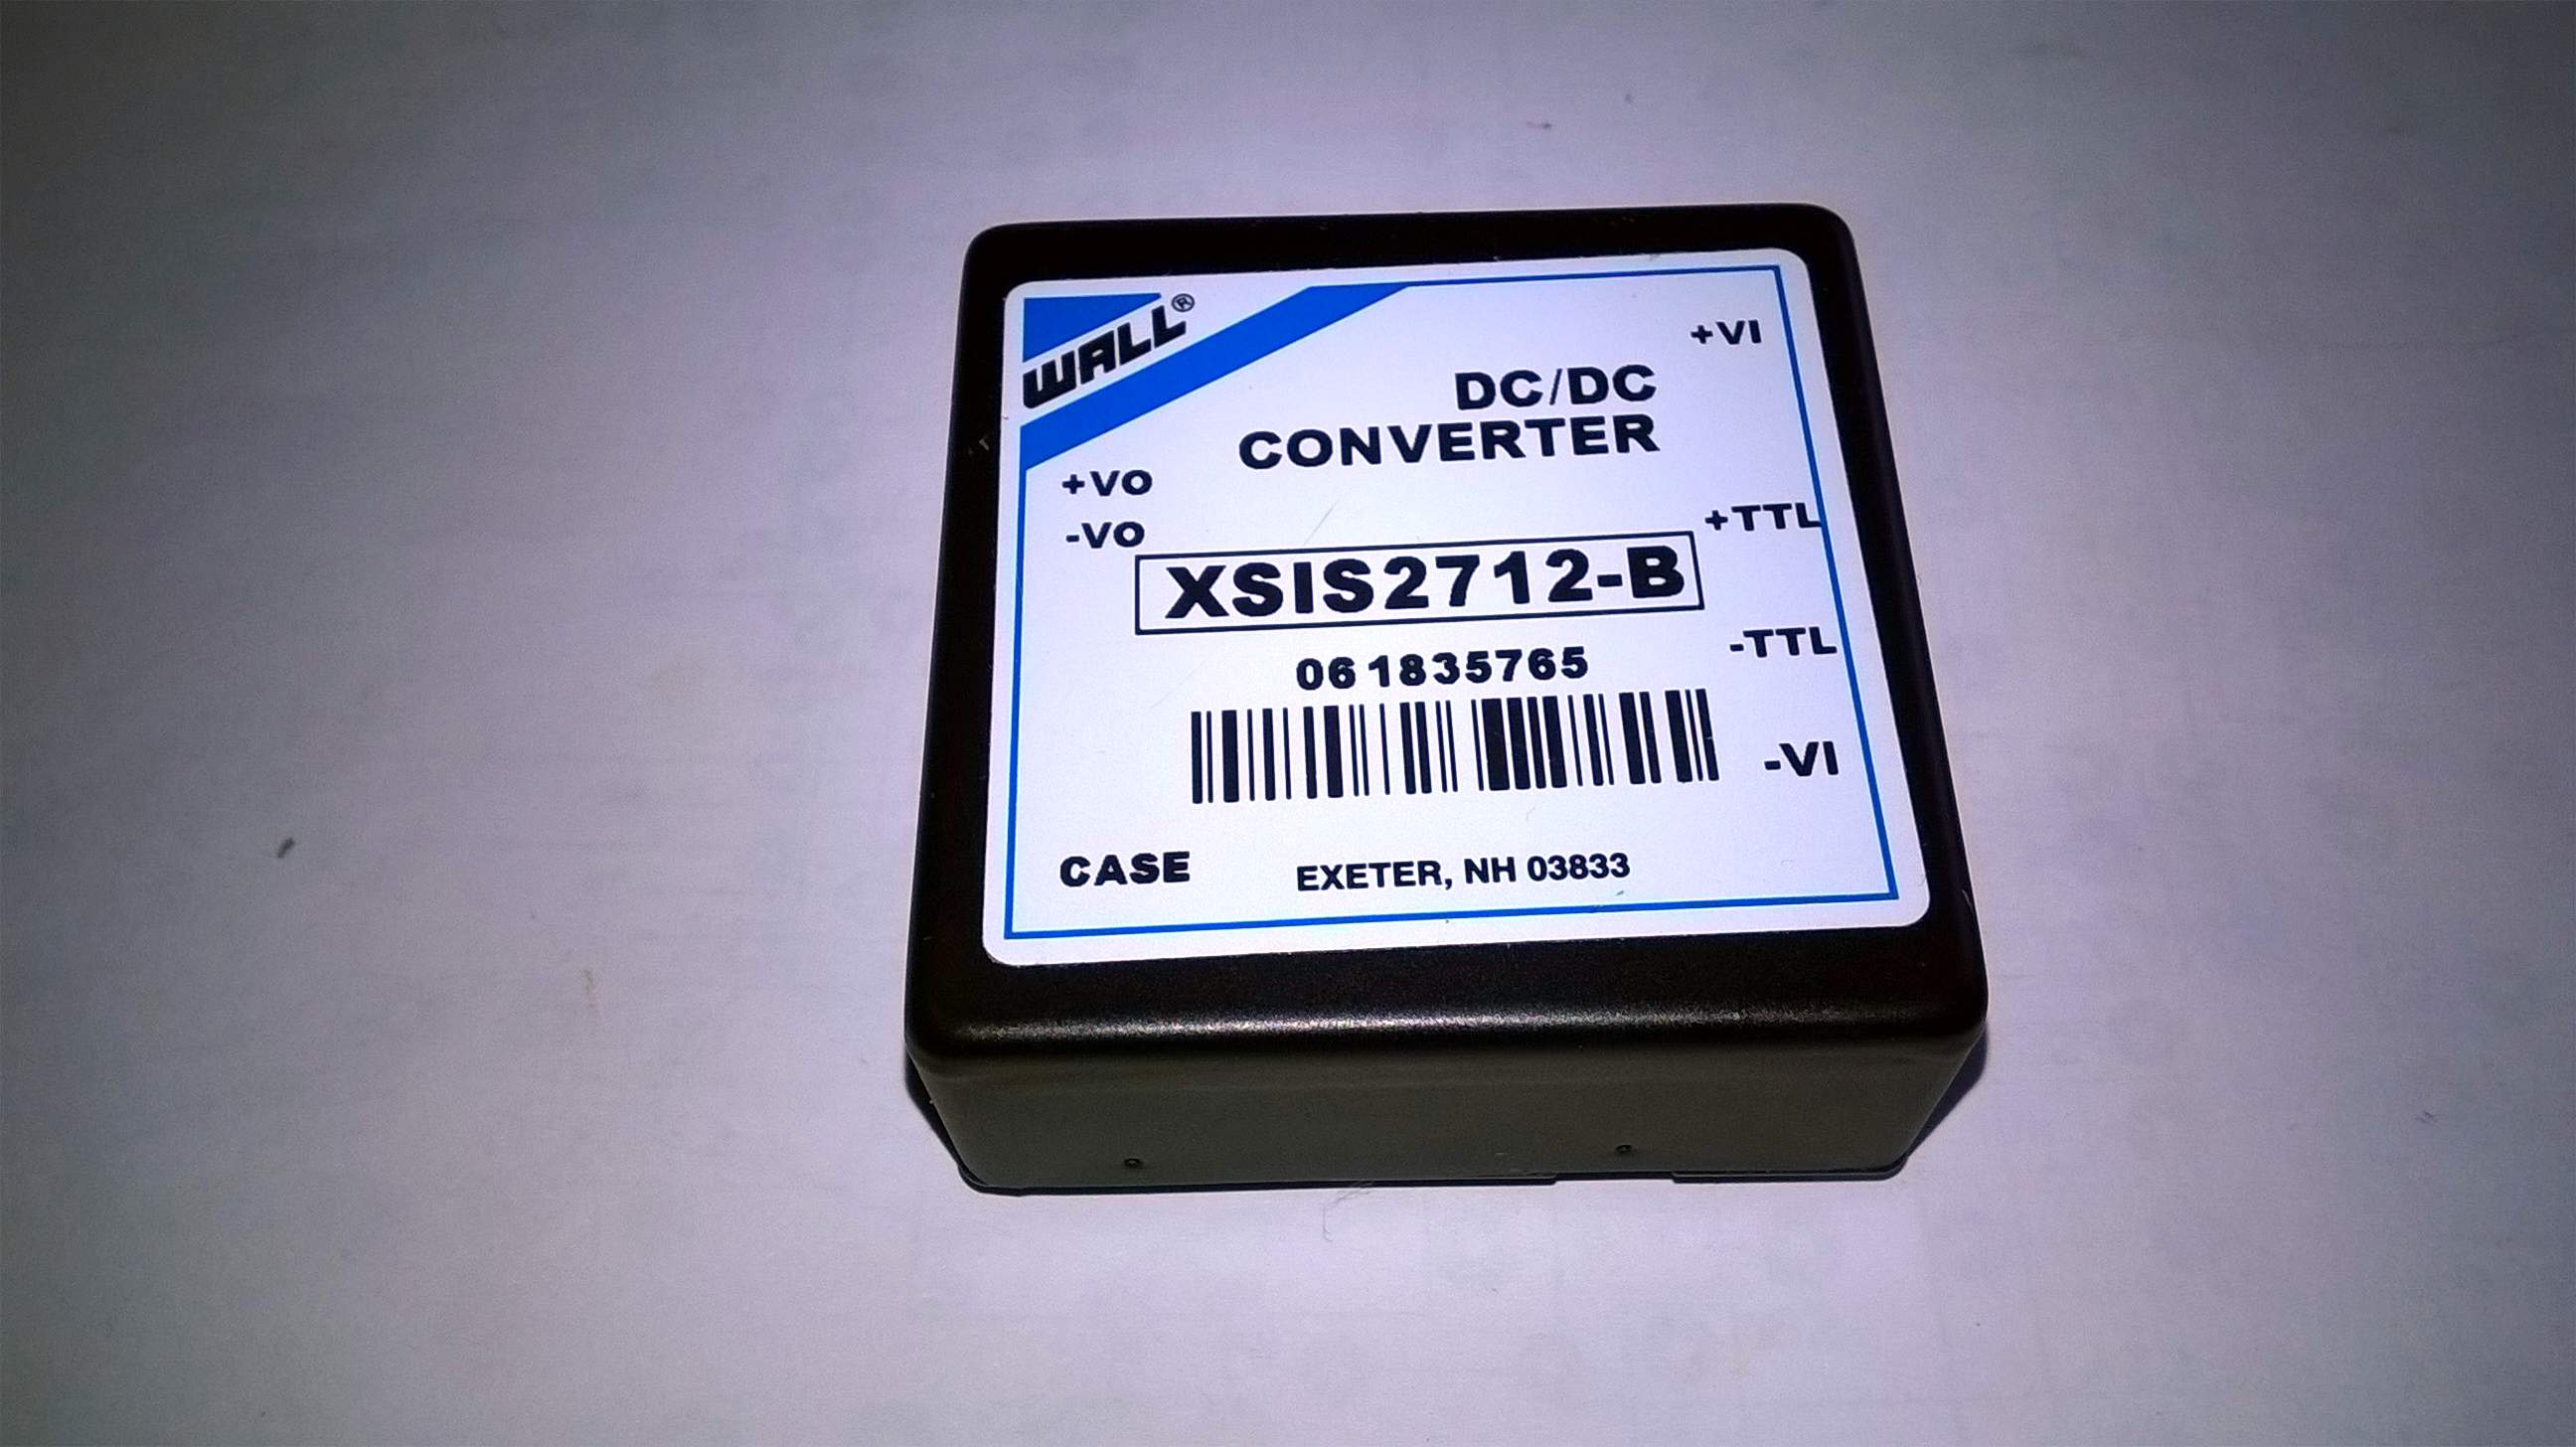 WALL®
+VI
DC/DC
CONVERTER
+VO
-VO
+TTL
XSIS2712-B
-TTL
061835765
-VI
CASE
EXETER, NH 03833